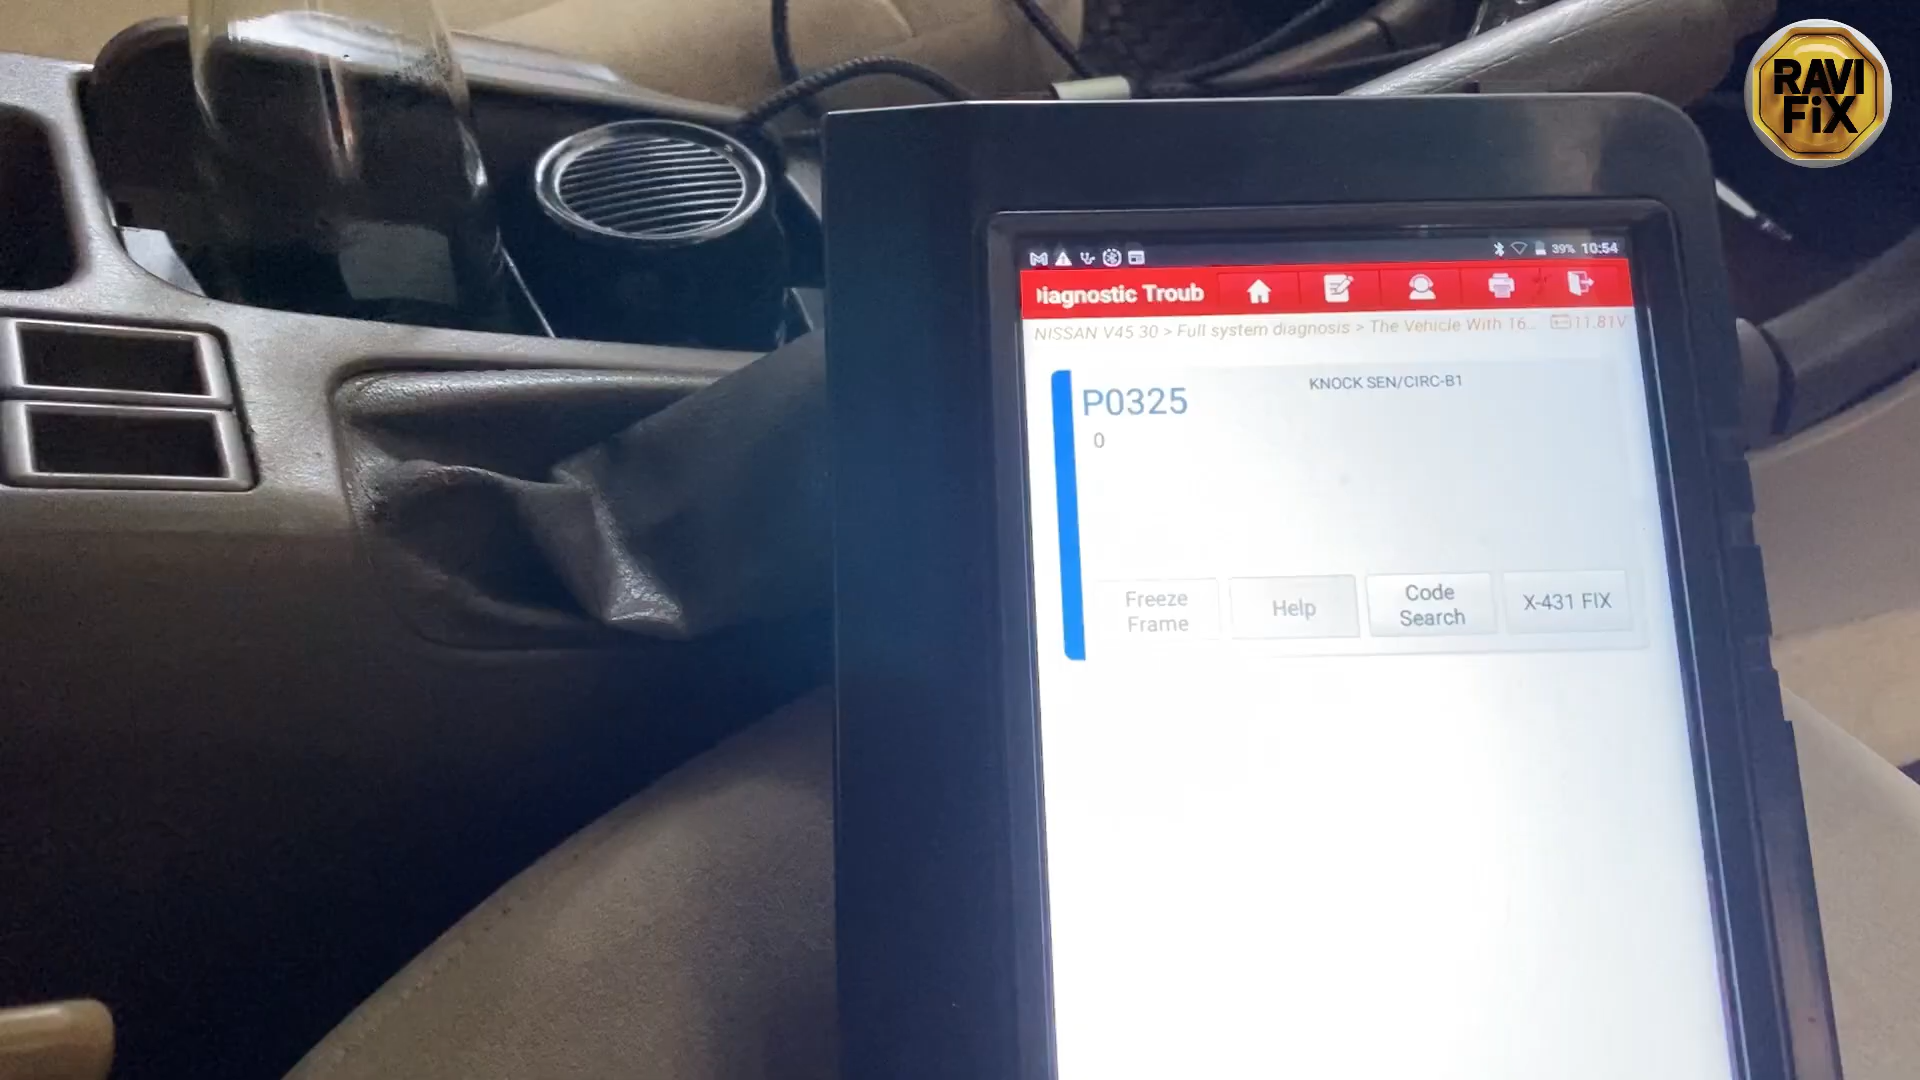 RAVI
FiX
39% 10:54
Diagnostic Troub
NISSAN V45 30 > Full system diagnosis > The Vehicle With 16... 11.81V
P0325
KNOCK SEN/CIRC-B1
0
Freeze
Frame
Help
Code
Search
X-431 FIX